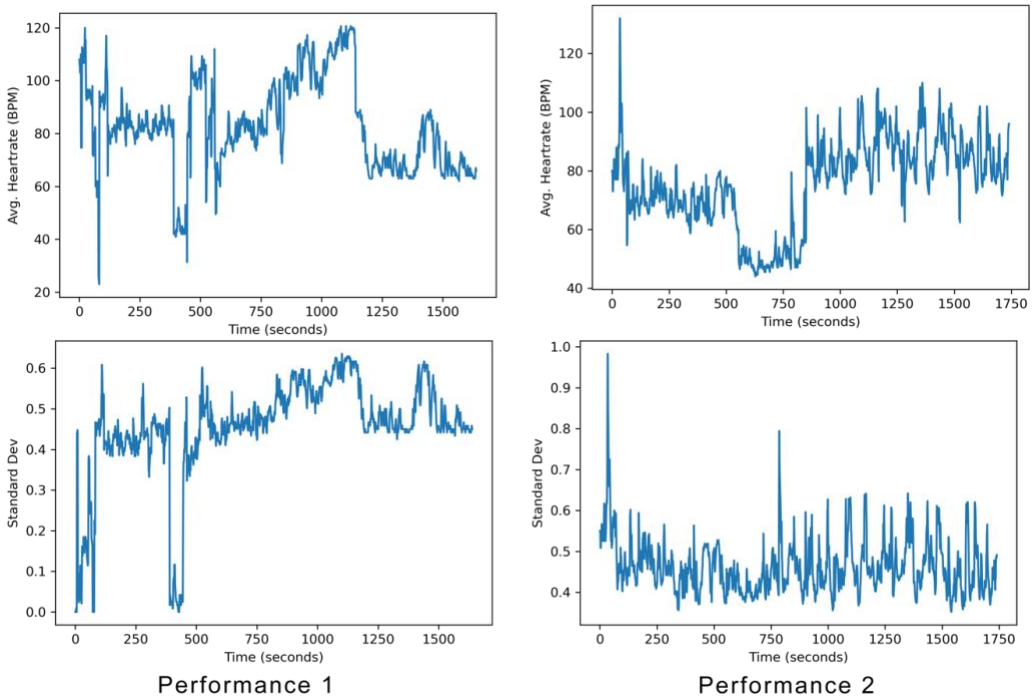 120
100
80
60
40
20
Avg. Heartrate (BPM)
0 250 500 750 1000 1250 1500
Time (seconds)
120
100
80
60
40
Avg. Heartrate (BPM)
0 250 500 750 1000 1250 1500 1750
Time (seconds)
0.6
0.5
0.4
0.3
0.2
0.1
0.0
Standard Dev
0 250 500 750 1000 1250 1500
Time (seconds)
Performance 1
1.0
0.9
0.8
0.7
0.6
0.5
0.4
Standard Dev
0 250 500 750 1000 1250 1500 1750
Time (seconds)
Performance 2